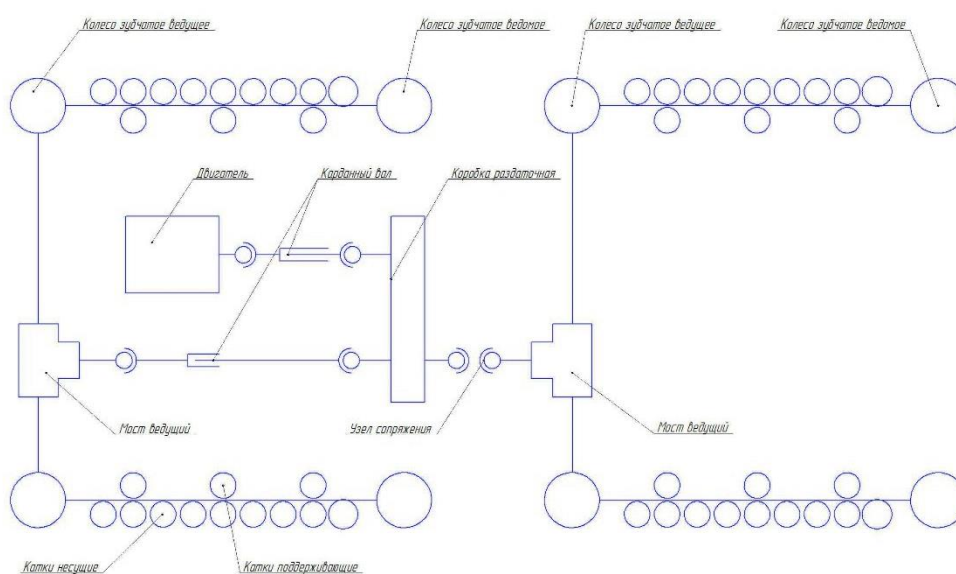 Колесо зубчатое ведущее
Колесо зубчатое ведомое
Колесо зубчатое ведущее
Колесо зубчатое ведомое
Двигатель
Карданный вал
Коробка раздаточная
Мост ведущий
Узел сопряжения
Мост ведущий
Катки несущие
Катки поддерживающие